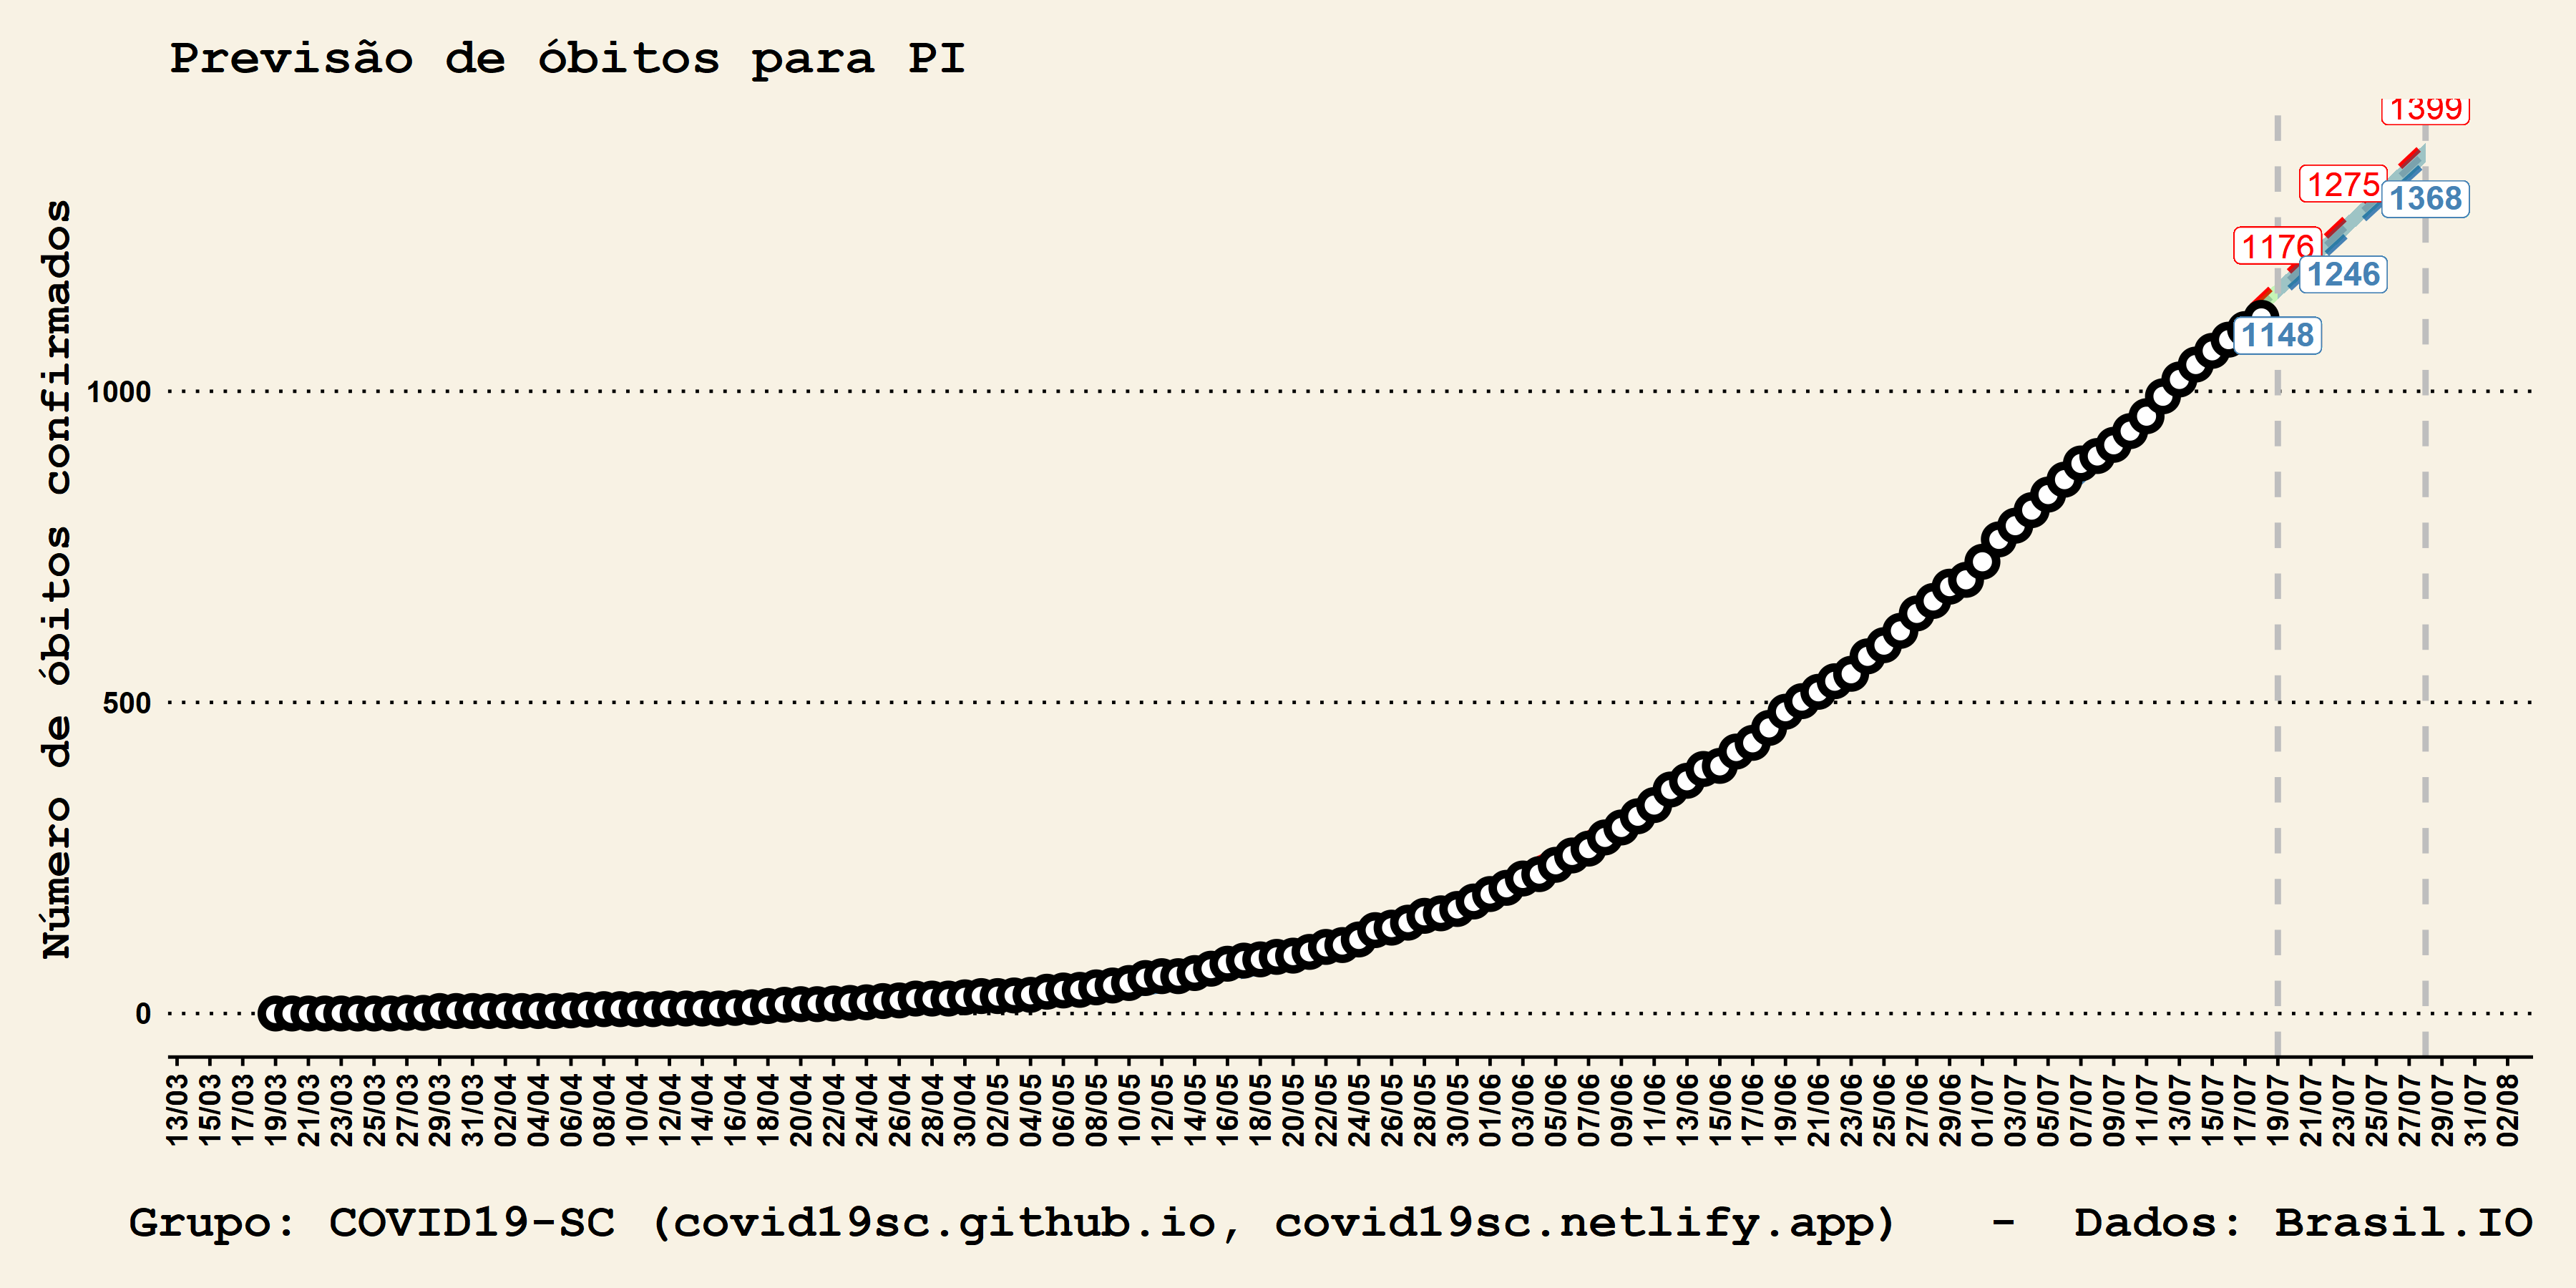 Previsão de óbitos para PI
Número de óbitos confirmados
1000
500
0
1399
1275
1368
1176
1246
1148
13/03 15/03 17/03 19/03 21/03 23/03 25/03 27/03 29/03 31/03 02/04 04/04 06/04 08/04 10/04 12/04 14/04 16/04 18/04 20/04 22/04 24/04 26/04 28/04 30/04 02/05 04/05 06/05 08/05 10/05 12/05 14/05 16/05 18/05 20/05 22/05 24/05 26/05 28/05 30/05 01/06 03/06 05/06 07/06 09/06 11/06 13/06 15/06 17/06 19/06 21/06 23/06 25/06 27/06 29/06 01/07 03/07 05/07 07/07 09/07 11/07 13/07 15/07 17/07 19/07 21/07 23/07 25/07 27/07 29/07 31/07 02/08
Grupo: COVID19-SC (covid19sc.github.io, covid19sc.netlify.app) - Dados: Brasil.IO